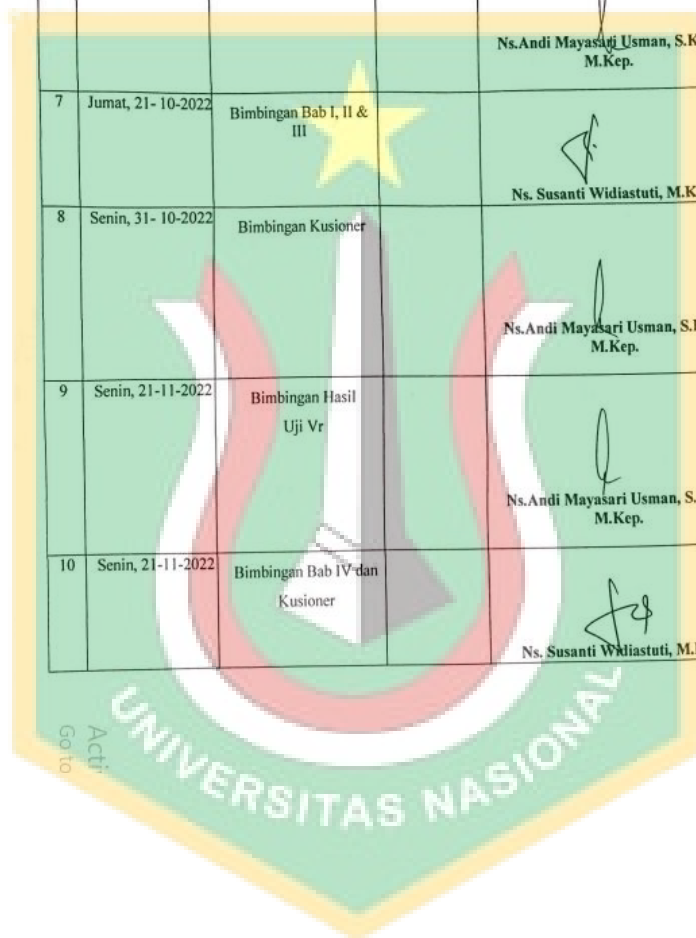 Ns.Andi Mayasari Usman, S.K
M.Kep.
7 Jumat, 21- 10-2022 Bimbingan Bab I, II &
III
Ns. Susanti Widiastuti, M.K
8 Senin, 31- 10-2022 Bimbingan Kusioner
Ns.Andi Mayasari Usman, S.
M.Kep.
9 Senin, 21-11-2022 Bimbingan Hasil
Uji Vr
Ns.Andi Mayasari Usman, S.
M.Kep.
10 Senin, 21-11-2022 Bimbingan Bab IV dan
Kusioner
Ns. Susanti Widiastuti, M.
UNIVERSITAS NASIONAL
Acti
Go to